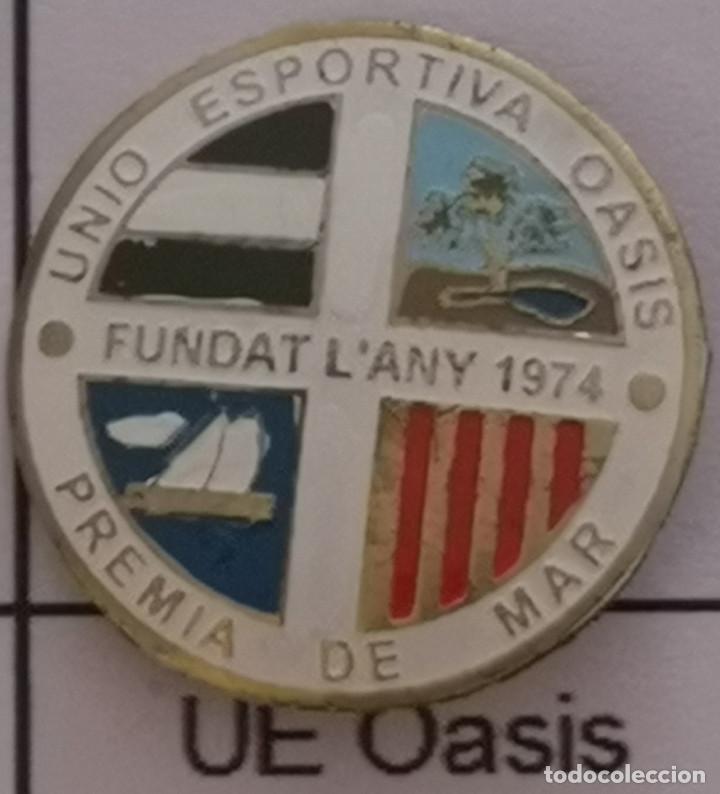 UNIO ESPORTIVA OASIS
FUNDAT L'ANY 1974
PREMIA DE MAR
UE Oasis
todocoleccion